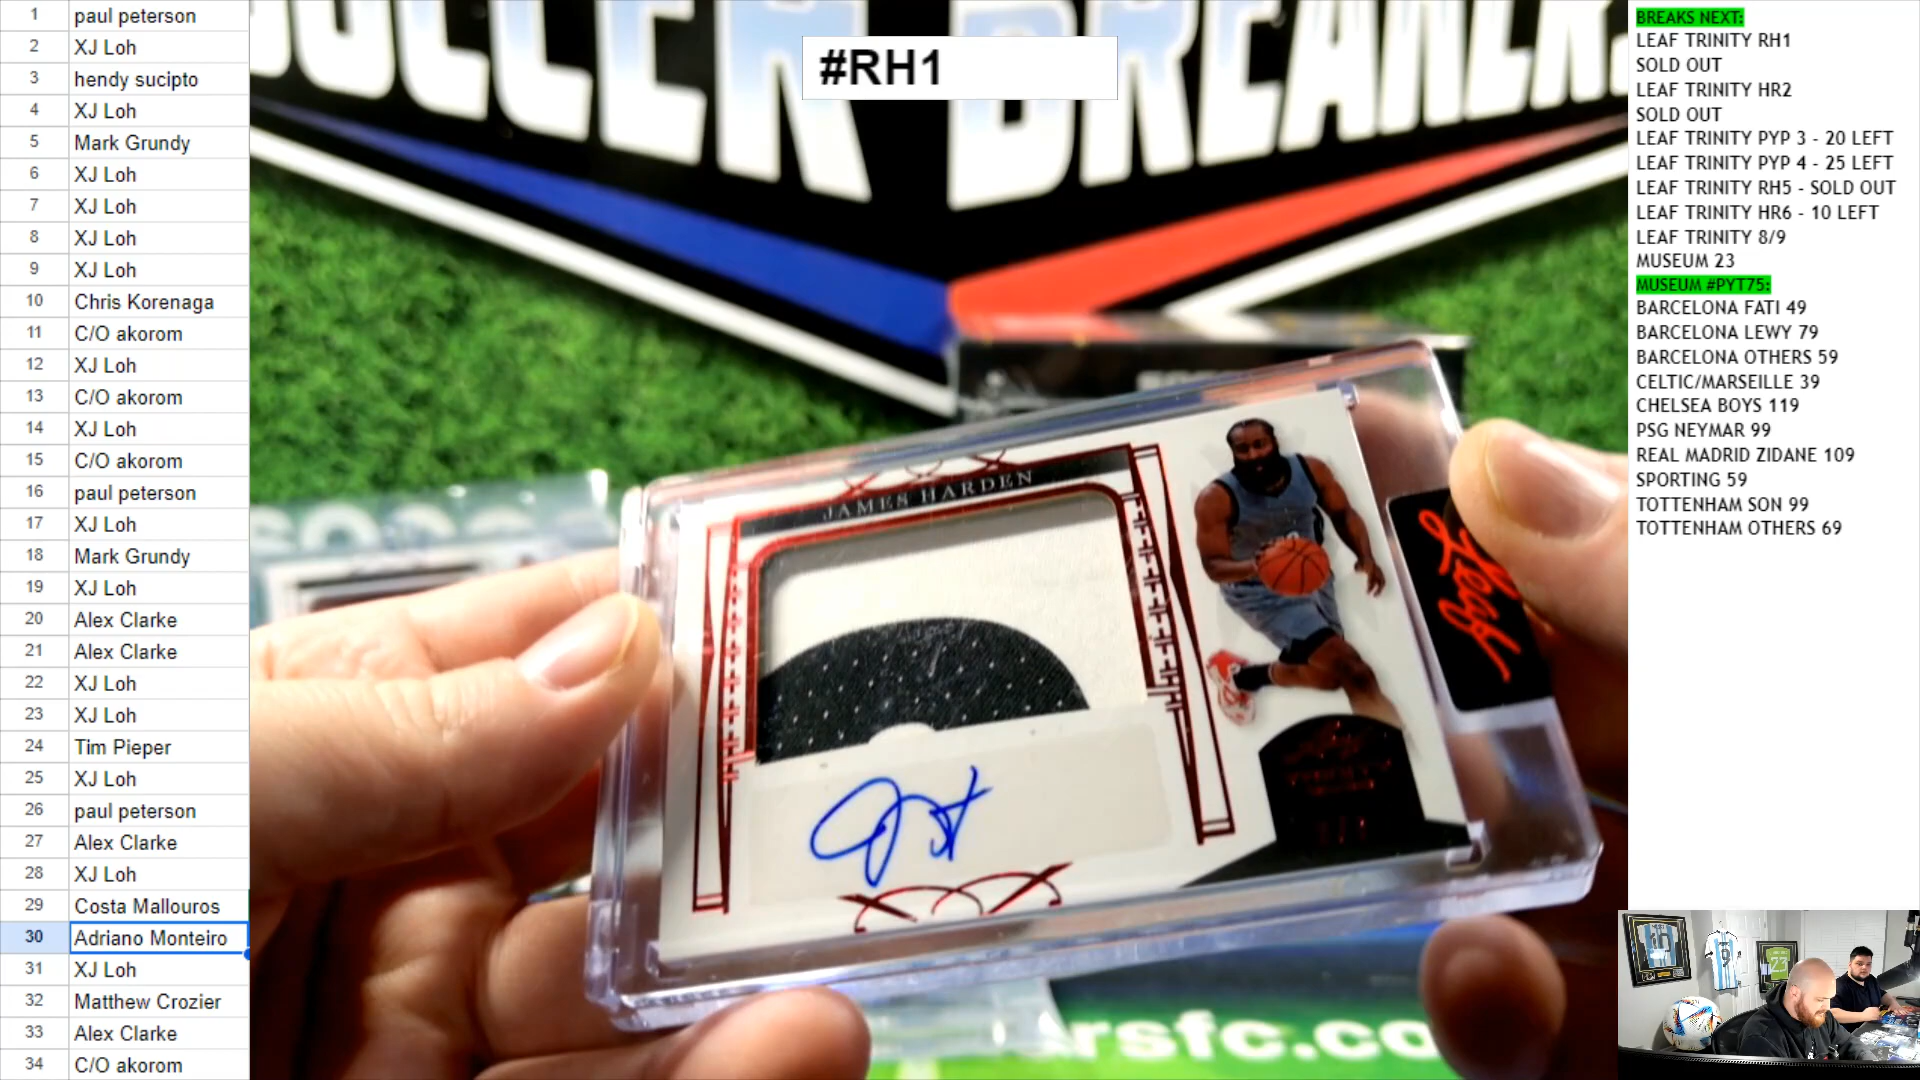 1 paul peterson
2 XJ Loh
3 hendy sucipto
4 XJ Loh
5 Mark Grundy
6 XJ Loh
7 XJ Loh
8 XJ Loh
9 XJ Loh
10 Chris Korenaga
11 C/O akorom
12 XJ Loh
13 C/O akorom
14 XJ Loh
15 C/O akorom
16 paul peterson
17 XJ Loh
18 Mark Grundy
19 XJ Loh
20 Alex Clarke
21 Alex Clarke
22 XJ Loh
23 XJ Loh
24 Tim Pieper
25 XJ Loh
26 paul peterson
27 Alex Clarke
28 XJ Loh
29 Costa Mallouros
30 Adriano Monteiro
31 XJ Loh
32 Matthew Crozier
33 Alex Clarke
34 C/O akorom
#RH1
JAMES HARDEN
Leaf
BREAKS NEXT:
LEAF TRINITY RH1
SOLD OUT
LEAF TRINITY HR2
SOLD OUT
LEAF TRINITY PYP 3 - 20 LEFT
LEAF TRINITY PYP 4 - 25 LEFT
LEAF TRINITY RH5 - SOLD OUT
LEAF TRINITY HR6 - 10 LEFT
LEAF TRINITY 8/9
MUSEUM 23
MUSEUM #PYT75:
BARCELONA FATI 49
BARCELONA LEWY 79
BARCELONA OTHERS 59
CELTIC/MARSEILLE 39
CHELSEA BOYS 119
PSG NEYMAR 99
REAL MADRID ZIDANE 109
SPORTING 59
TOTTENHAM SON 99
TOTTENHAM OTHERS 69